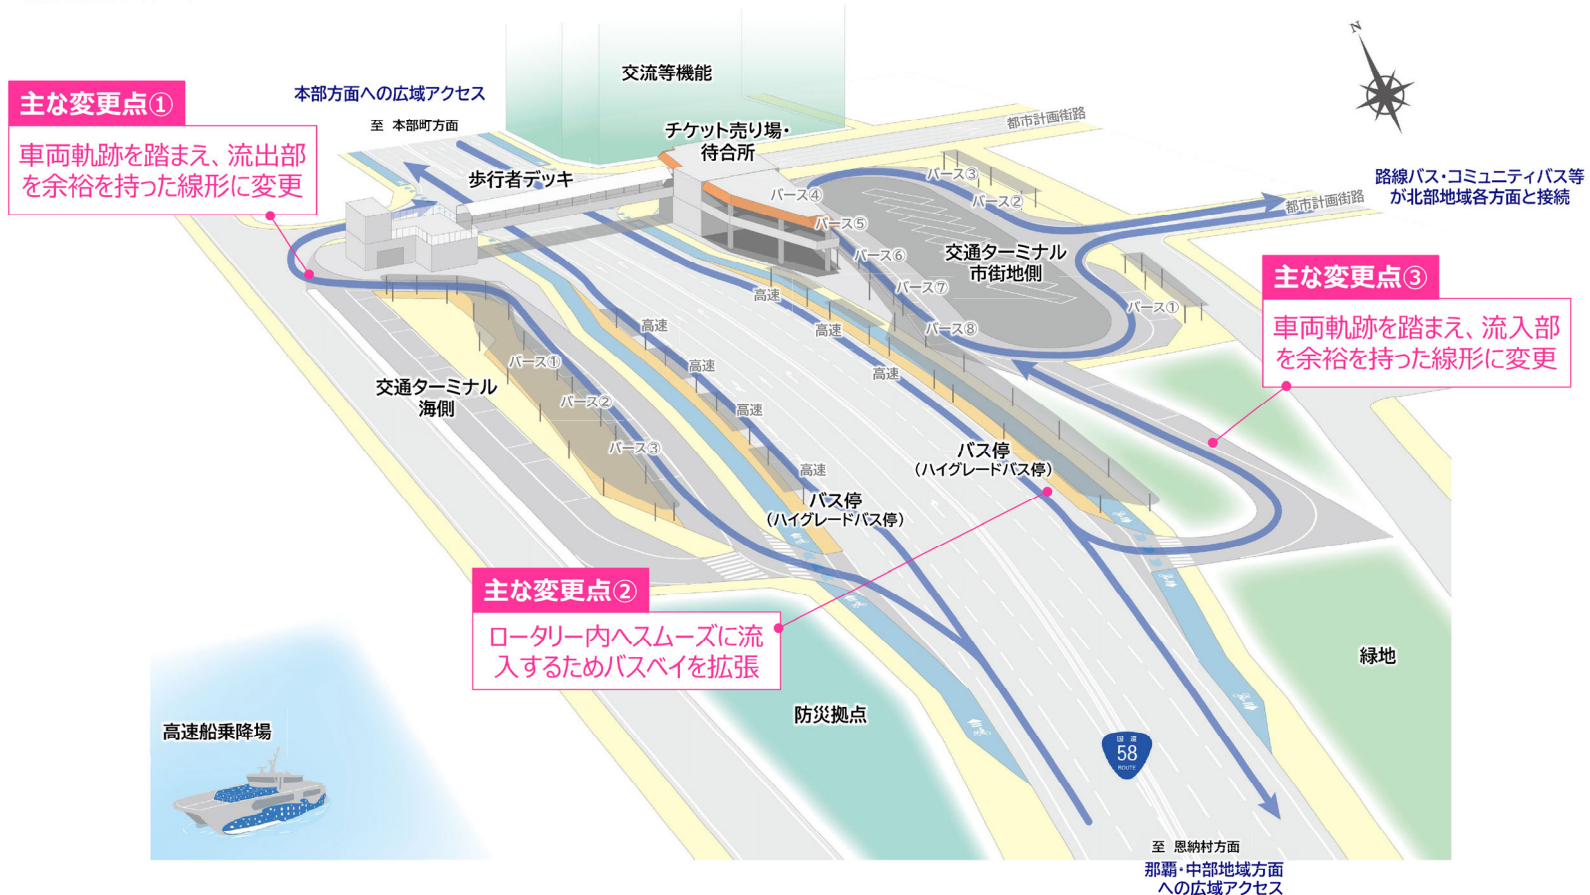 交流等機能
主な変更点①
車両軌跡を踏まえ、流出部
を余裕を持った線形に変更
本部方面への広域アクセス
至 本部町方面
チケット売り場・
待合所
歩行者デッキ
都市計画街路
N
路線バス・コミュニティバス等
が北部地域各方面と接続
都市計画街路
バース③
バース②
バース④
バース⑤
バース⑥
バース⑦
バース⑧
バース①
交通ターミナル
市街地側
主な変更点③
車両軌跡を踏まえ、流入部
を余裕を持った線形に変更
高速
高速
高速
高速
高速
高速
高速
バース①
バース②
バース③
交通ターミナル
海側
バス停
(ハイグレードバス停)
バス停
(ハイグレードバス停)
主な変更点②
ロータリー内へスムーズに流
入するためバスベイを拡張
緑地
防災拠点
高速船乗降場
国道
58
ROUTE
至 恩納村方面
那覇・中部地域方面
への広域アクセス